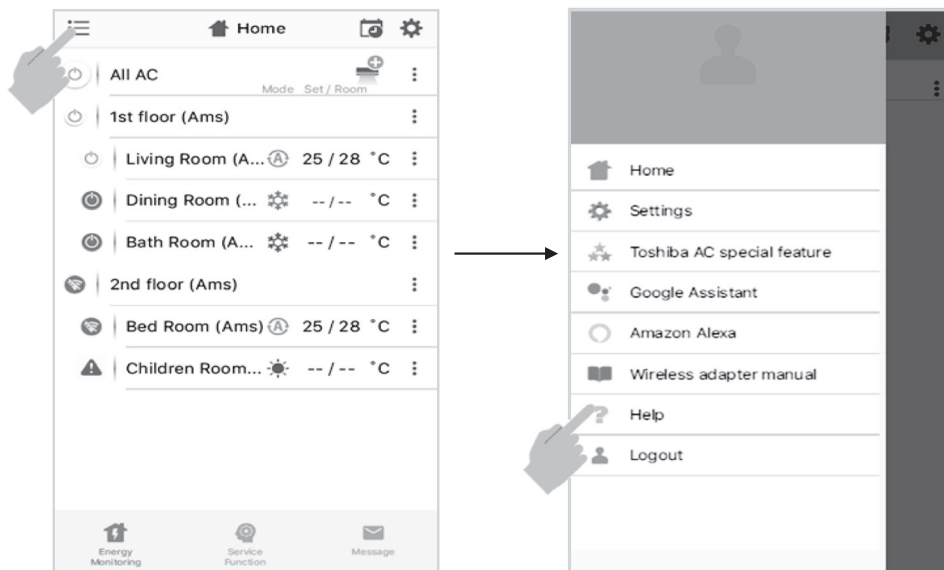 Home
All AC
Mode Set / Room
1st floor (Ams)
Living Room (A... A 25 / 28 °C
Dining Room (... -- / -- °C
Bath Room (A... -- / -- °C
2nd floor (Ams)
Bed Room (Ams) A 25 / 28 °C
Children Room... -- / -- °C
Energy
Monitoring
Service
Function
Message
Home
Settings
Toshiba AC special feature
Google Assistant
Amazon Alexa
Wireless adapter manual
Help
Logout